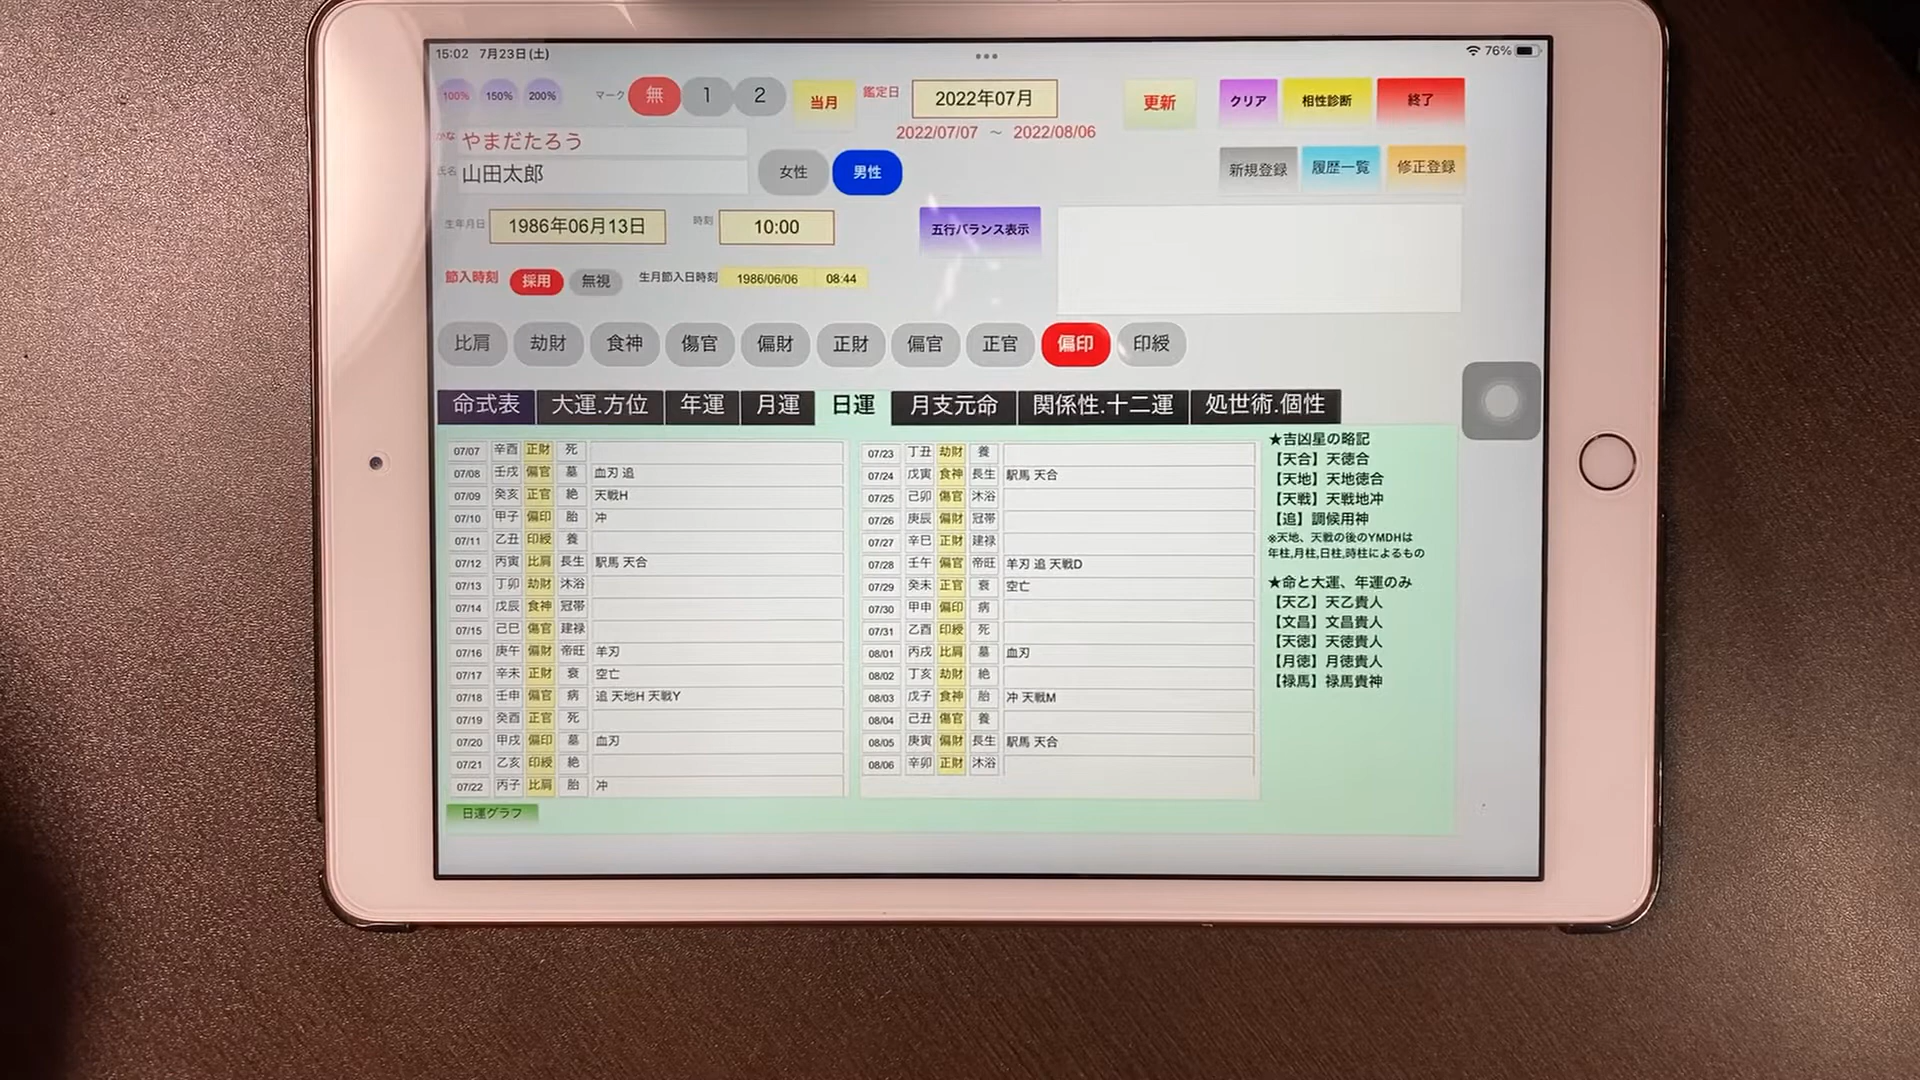 15:02 7月23日(土)
76%
100% 150% 200%
マーク 無 1 2 当月 鑑定日 2022年07月 更新 クリア 相性診断 終了
2022/07/07 ～ 2022/08/06
かな やまだたろう
氏名 山田太郎 女性 男性
新規登録 履歴一覧 修正登録
生年月日 1986年06月13日 時刻 10:00 五行バランス表示
節入時刻 採用 無視 生月節入日時刻 1986/06/06 08:44
比肩 劫財 食神 傷官 偏財 正財 偏官 正官 偏印 印綬
命式表 大運.方位 年運 月運 日運 月支元命 関係性.十二運 処世術.個性
07/07 辛酉 正財 死
07/08 壬戌 偏官 墓 血刃 追
07/09 癸亥 正官 絶 天戦H
07/10 甲子 偏印 胎 冲
07/11 乙丑 印綬 養
07/12 丙寅 比肩 長生 駅馬 天合
07/13 丁卯 劫財 沐浴
07/14 戊辰 食神 冠帯
07/15 己巳 傷官 建禄
07/16 庚午 偏財 帝旺 羊刃
07/17 辛未 正財 衰 空亡
07/18 壬申 偏官 病 追 天地H 天戦Y
07/19 癸酉 正官 死
07/20 甲戌 偏印 墓 血刃
07/21 乙亥 印綬 絶
07/22 丙子 比肩 胎 冲
07/23 丁丑 劫財 養
07/24 戊寅 食神 長生 駅馬 天合
07/25 己卯 傷官 沐浴
07/26 庚辰 偏財 冠帯
07/27 辛巳 正財 建禄
07/28 壬午 偏官 帝旺 羊刃 追 天戦D
07/29 癸未 正官 衰 空亡
07/30 甲申 偏印 病
07/31 乙酉 印綬 死
08/01 丙戌 比肩 墓 血刃
08/02 丁亥 劫財 絶
08/03 戊子 食神 胎 冲 天戦M
08/04 己丑 傷官 養
08/05 庚寅 偏財 長生 駅馬 天合
08/06 辛卯 正財 沐浴
★吉凶星の略記
【天合】天徳合
【天地】天地徳合
【天戦】天戦地冲
【追】調候用神
※天地、天戦の後のYMDHは
年柱,月柱,日柱,時柱によるもの
★命と大運、年運のみ
【天乙】天乙貴人
【文昌】文昌貴人
【天徳】天徳貴人
【月徳】月徳貴人
【禄馬】禄馬貴神
日運グラフ